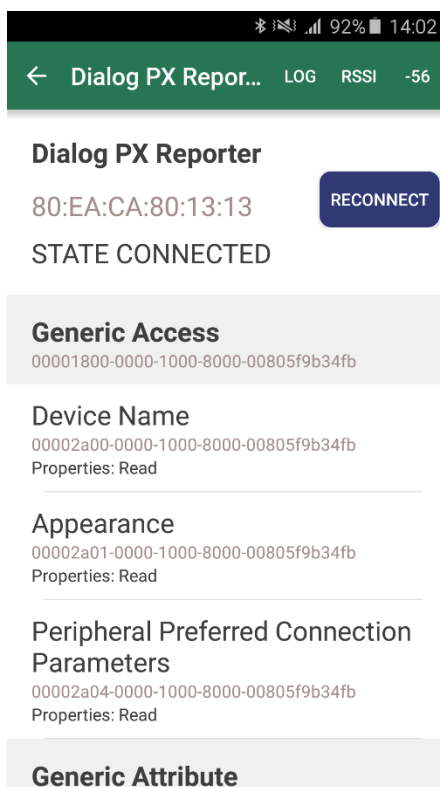 92% 14:02
Dialog PX Repor... LOG RSSI -56
Dialog PX Reporter
80:EA:CA:80:13:13
RECONNECT
STATE CONNECTED
Generic Access
00001800-0000-1000-8000-00805f9b34fb
Device Name
00002a00-0000-1000-8000-00805f9b34fb
Properties: Read
Appearance
00002a01-0000-1000-8000-00805f9b34fb
Properties: Read
Peripheral Preferred Connection
Parameters
00002a04-0000-1000-8000-00805f9b34fb
Properties: Read
Generic Attribute